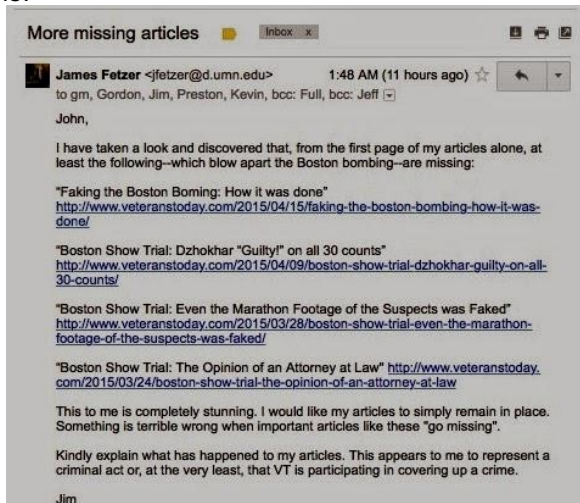 More missing articles Inbox x
James Fetzer <jfetzer@d.umn.edu> 1:48 AM (11 hours ago)
to gm, Gordon, Jim, Preston, Kevin, bcc: Full, bcc: Jeff
John,
I have taken a look and discovered that, from the first page of my articles alone, at
least the following--which blow apart the Boston bombing--are missing:
"Faking the Boston Boming: How it was done"
http://www.veteranstoday.com/2015/04/15/faking-the-boston-bombing-how-it-was-
done/
"Boston Show Trial: Dzhokhar "Guilty!" on all 30 counts"
http://www.veteranstoday.com/2015/04/09/boston-show-trial-dzhokhar-guilty-on-all-
30-counts/
"Boston Show Trial: Even the Marathon Footage of the Suspects was Faked"
http://www.veteranstoday.com/2015/03/28/boston-show-trial-even-the-marathon-
footage-of-the-suspects-was-faked/
"Boston Show Trial: The Opinion of an Attorney at Law" http://www.veteranstoday.
com/2015/03/24/boston-show-trial-the-opinion-of-an-attorney-at-law
This to me is completely stunning. I would like my articles to simply remain in place.
Something is terrible wrong when important articles like these "go missing".
Kindly explain what has happened to my articles. This appears to me to represent a
criminal act or, at the very least, that VT is participating in covering up a crime.
Jim